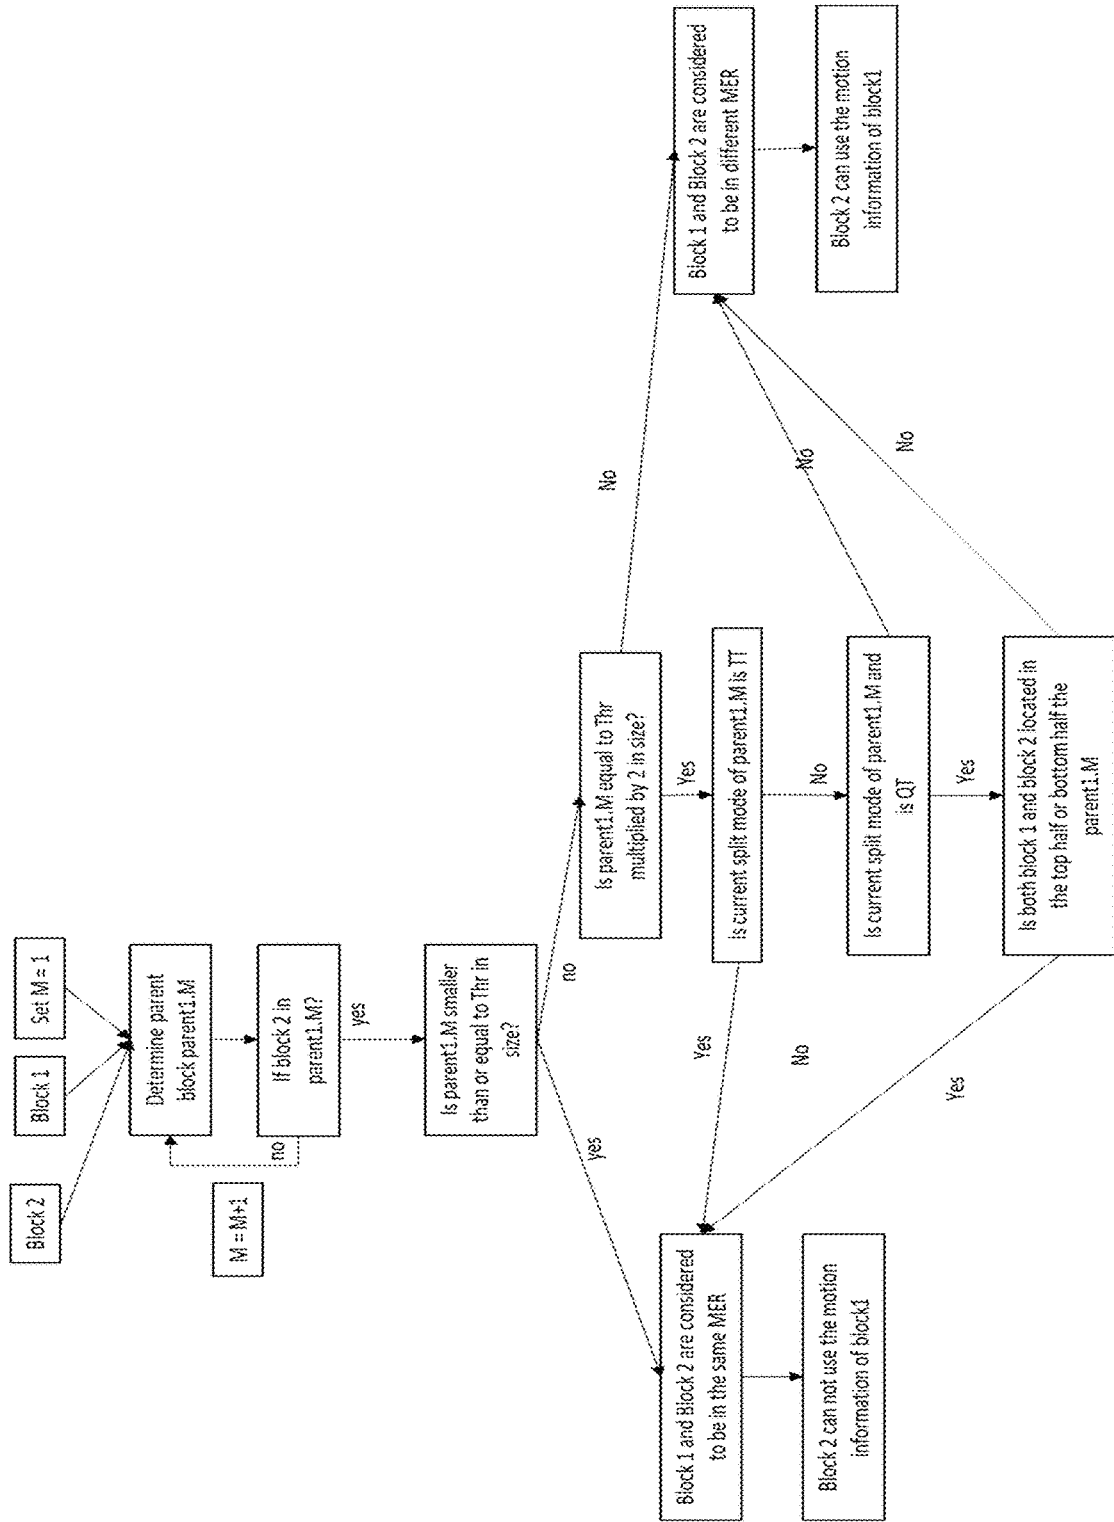 Block 2
Block 1
Set M = 1
Determine parent
block parent1.M
M = M+1
no
If block 2 in
parent1.M?
yes
Is parent1.M smaller
than or equal to Thr in
size?
yes
no
Is parent1.M equal to Thr
multiplied by 2 in size?
No
Yes
Block 1 and Block 2 are considered
to be in the same MER
Yes
Is current split mode of parent1.M is TT
Block 1 and Block 2 are considered
to be in different MER
No
No
No
Block 2 can not use the motion
information of block1
Is current split mode of parent1.M and
is QT
Block 2 can use the motion
information of block1
No
Yes
Yes
Is both block 1 and block 2 located in
the top half or bottom half the
parent1.M